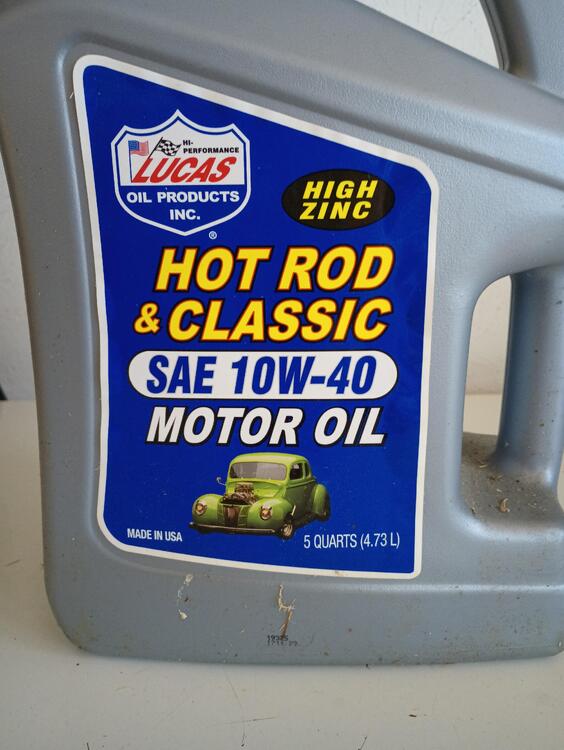 HI-
PERFORMANCE
LUCAS
OIL PRODUCTS
INC.
®
HIGH
ZINC
HOT ROD
& CLASSIC
SAE 10W-40
MOTOR OIL
MADE IN USA
5 QUARTS (4.73 L)